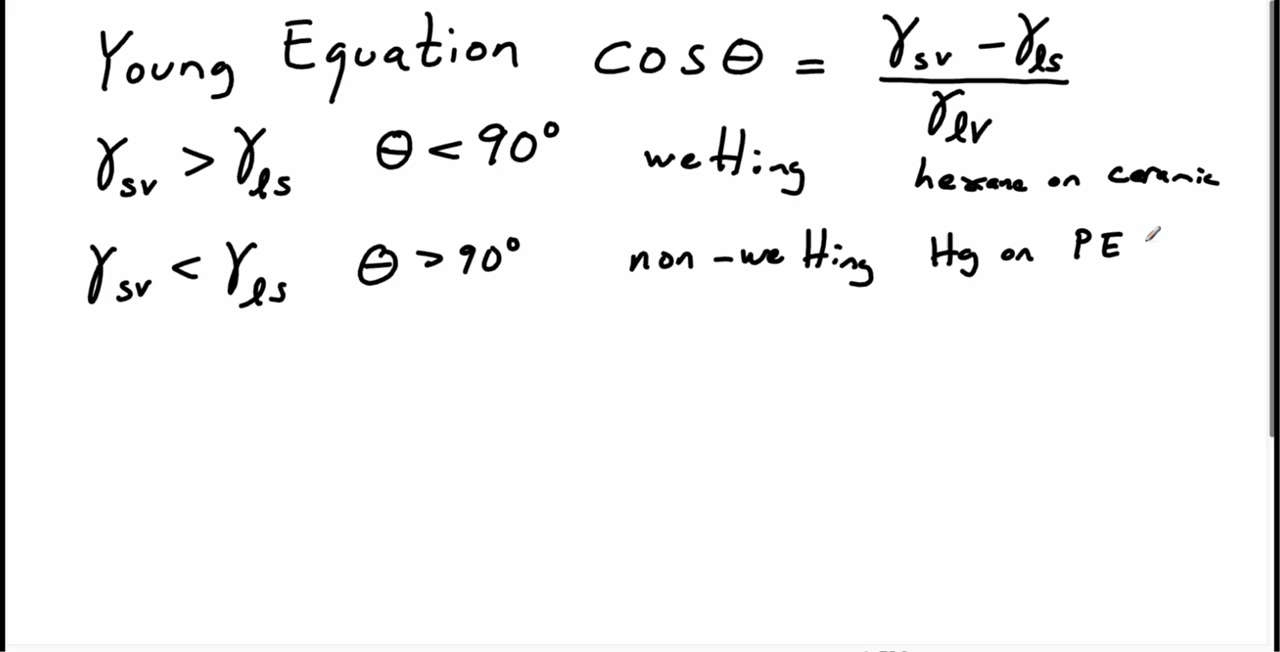 Young Equation cosθ = (γsv - γls) / γlv
γsv > γls θ < 90° wetting hexane on ceramic
γsv < γls θ > 90° non-wetting Hg on PE